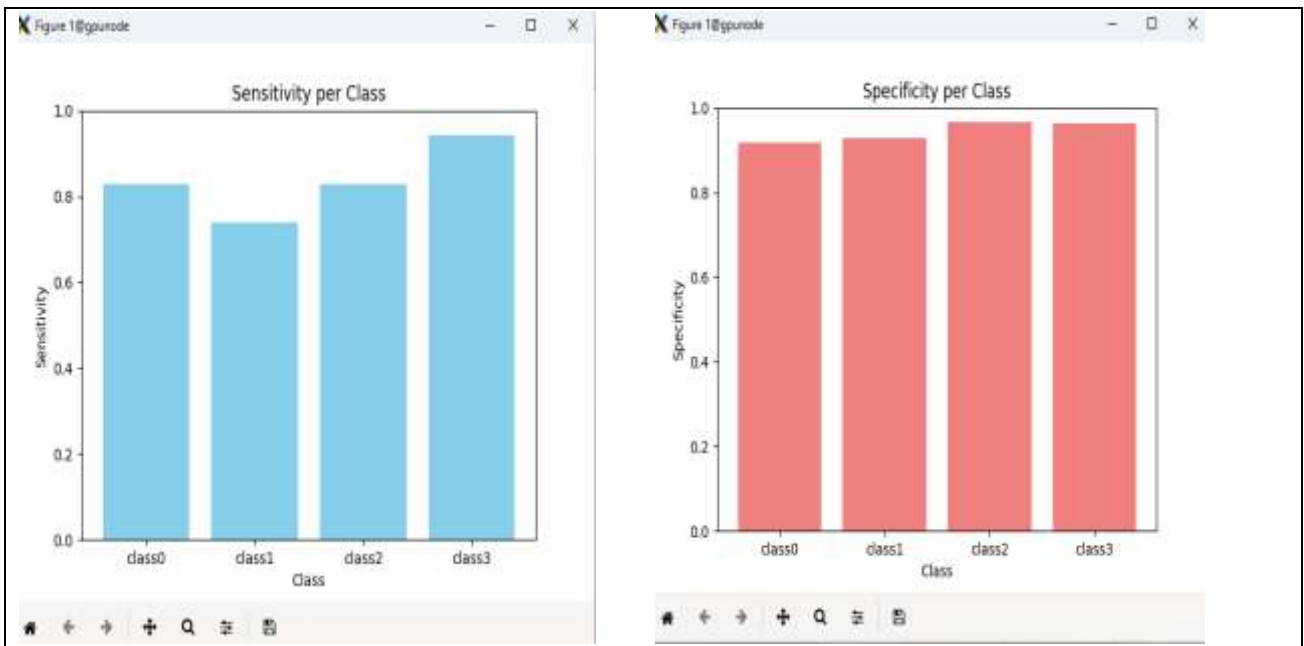 Figure 1@gpunode
Sensitivity per Class
1.0
0.8
0.6
0.4
0.2
0.0
Sensitivity
class0 class1 class2 class3
Class
Figure 1@gpunode
Specificity per Class
1.0
0.8
0.6
0.4
0.2
0.0
Specificity
class0 class1 class2 class3
Class